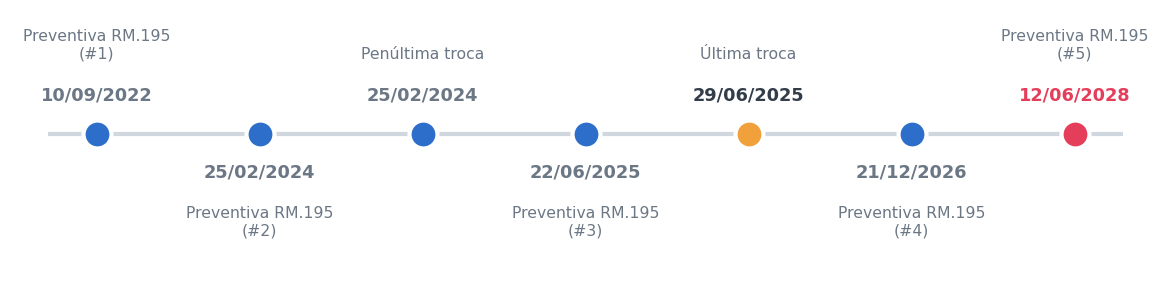 Preventiva RM.195
(#1)
10/09/2022
25/02/2024
Preventiva RM.195
(#2)
Penúltima troca
25/02/2024
22/06/2025
Preventiva RM.195
(#3)
Última troca
29/06/2025
21/12/2026
Preventiva RM.195
(#4)
Preventiva RM.195
(#5)
12/06/2028